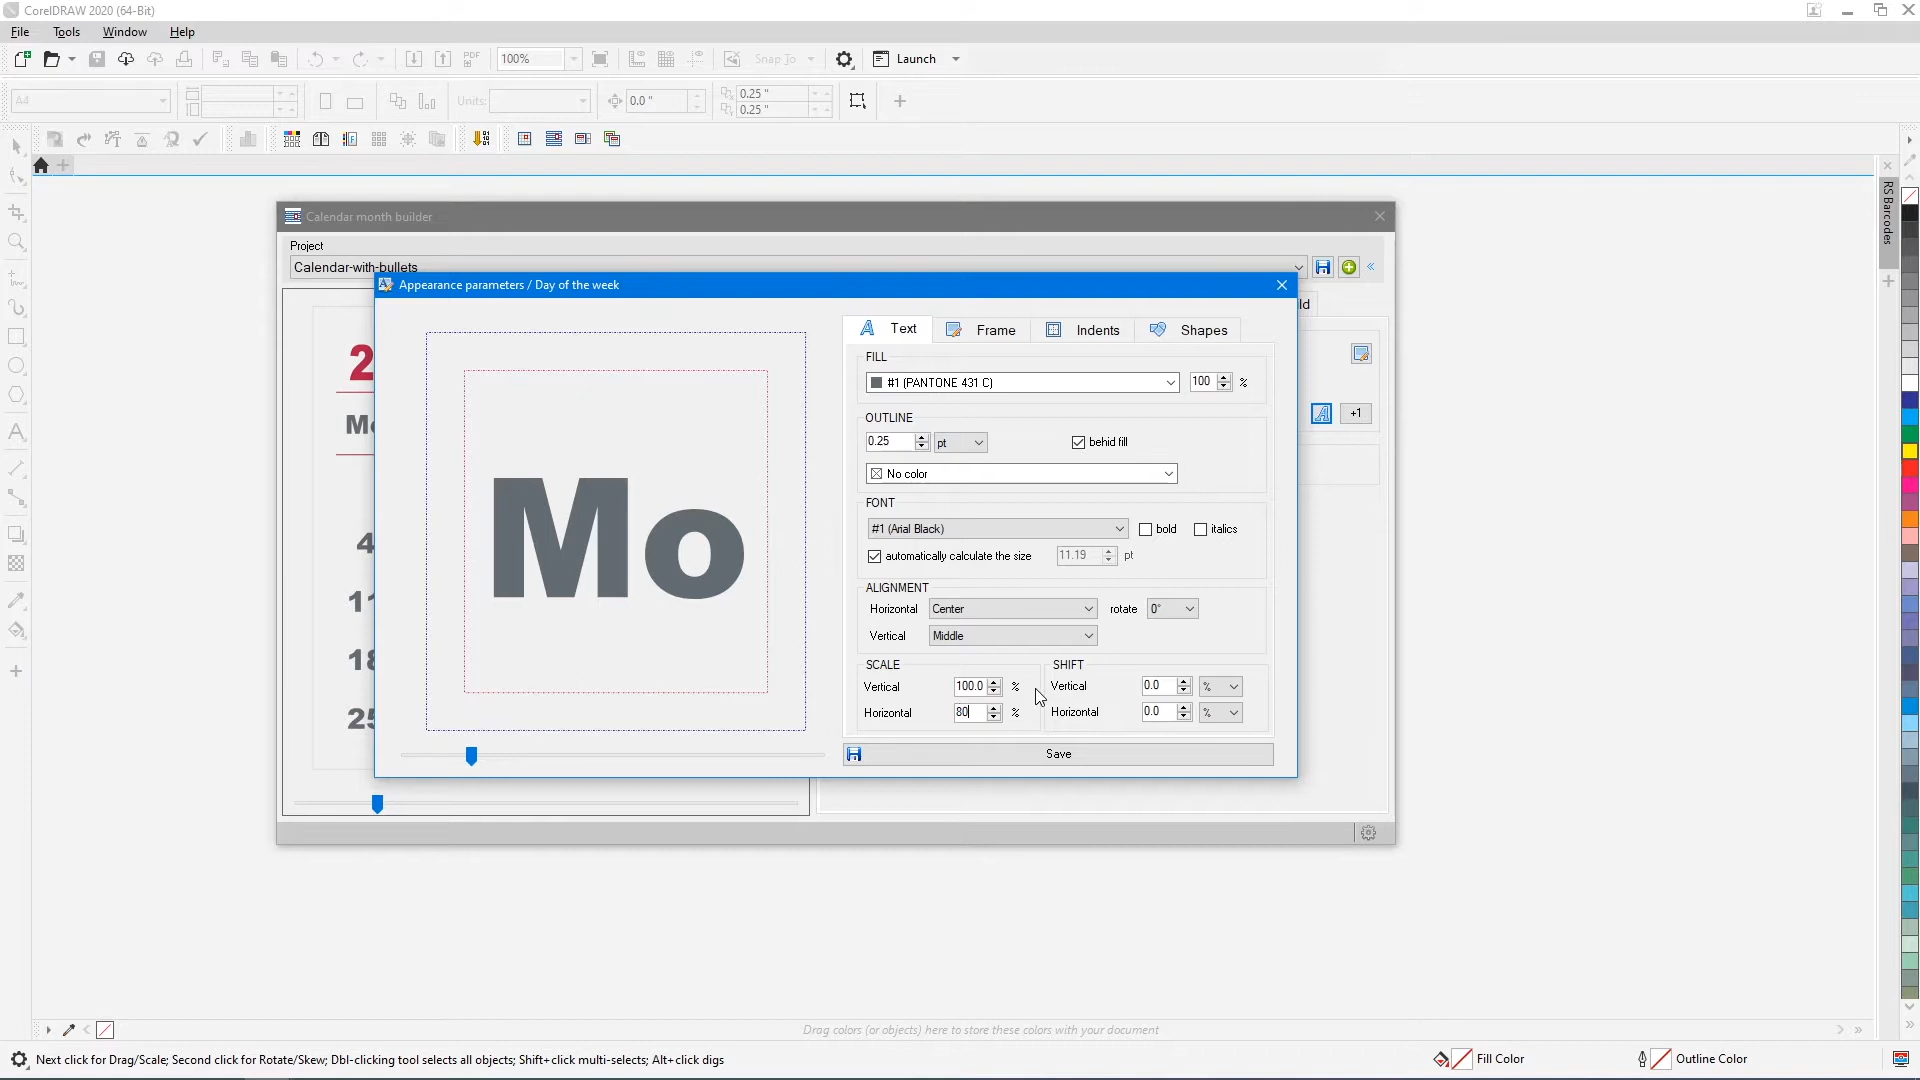 CorelDRAW 2020 (64-Bit)
File Tools Window Help
PDF 100% Snap To Launch
A4 Units: 0.0 " 0.25 "
0.25 "
Calendar month builder
Project
Calendar-with-bullets
Appearance parameters / Day of the week
ld
Text Frame Indents Shapes
FILL
#1 (PANTONE 431 C) 100 %
OUTLINE
0.25 pt behid fill
No color
FONT
#1 (Arial Black) bold italics
automatically calculate the size 11.19 pt
ALIGNMENT
Horizontal Center rotate 0°
Vertical Middle
SCALE SHIFT
Vertical 100.0 % Vertical 0.0 %
Horizontal 80 % Horizontal 0.0 %
Save
Mo
2
4
18
25
+1
RS Barcodes
Drag colors (or objects) here to store these colors with your document
Next click for Drag/Scale; Second click for Rotate/Skew; Dbl-clicking tool selects all objects; Shift+click multi-selects; Alt+click digs
Fill Color Outline Color